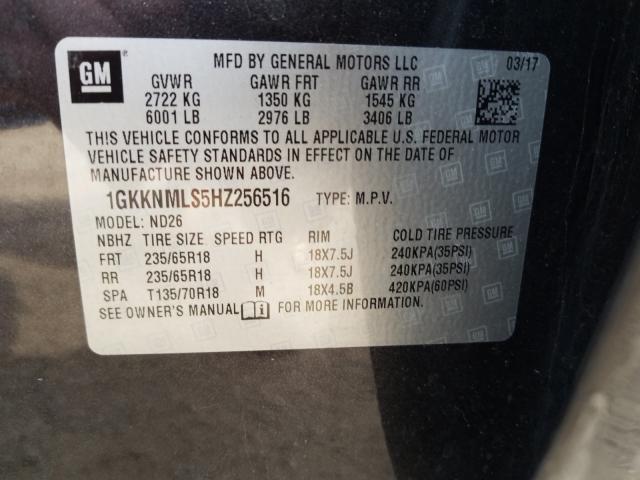 GM
MFD BY GENERAL MOTORS LLC 03/17
GVWR GAWR FRT GAWR RR
2722 KG 1350 KG 1545 KG
6001 LB 2976 LB 3406 LB
THIS VEHICLE CONFORMS TO ALL APPLICABLE U.S. FEDERAL MOTOR
VEHICLE SAFETY STANDARDS IN EFFECT ON THE DATE OF
MANUFACTURE SHOWN ABOVE.
1GKKNMLS5HZ256516 TYPE: M.P.V.
MODEL: ND26
NBHZ TIRE SIZE SPEED RTG RIM COLD TIRE PRESSURE
FRT 235/65R18 H 18X7.5J 240KPA(35PSI)
RR 235/65R18 H 18X7.5J 240KPA(35PSI)
SPA T135/70R18 M 18X4.5B 420KPA(60PSI)
SEE OWNER'S MANUAL FOR MORE INFORMATION.